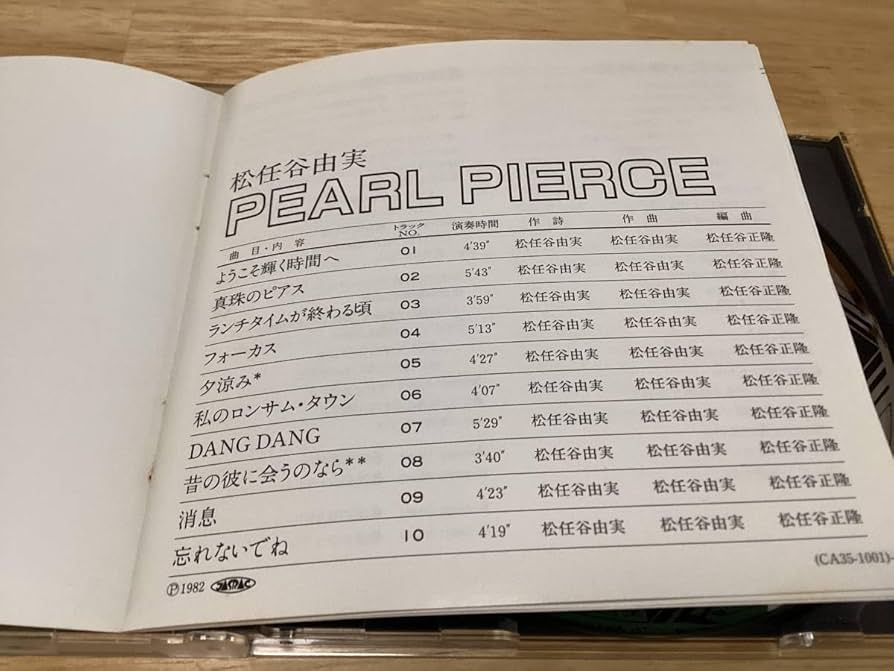 松任谷由実
PEARL PIERCE
曲目・内容 トラックNO. 演奏時間 作詩 作曲 編曲
ようこそ輝く時間へ 01 4'39" 松任谷由実 松任谷由実 松任谷正隆
真珠のピアス 02 5'43" 松任谷由実 松任谷由実 松任谷正隆
ランチタイムが終わる頃 03 3'59" 松任谷由実 松任谷由実 松任谷正隆
フォーカス 04 5'13" 松任谷由実 松任谷由実 松任谷正隆
夕涼み* 05 4'27" 松任谷由実 松任谷由実 松任谷正隆
私のロンサム・タウン 06 4'07" 松任谷由実 松任谷由実 松任谷正隆
DANG DANG 07 5'29" 松任谷由実 松任谷由実 松任谷正隆
昔の彼に会うのなら** 08 3'40" 松任谷由実 松任谷由実 松任谷正隆
消息 09 4'23" 松任谷由実 松任谷由実 松任谷正隆
忘れないでね 10 4'19" 松任谷由実 松任谷由実 松任谷正隆
Ⓟ1982 JASRAC
(CA35-1001)-